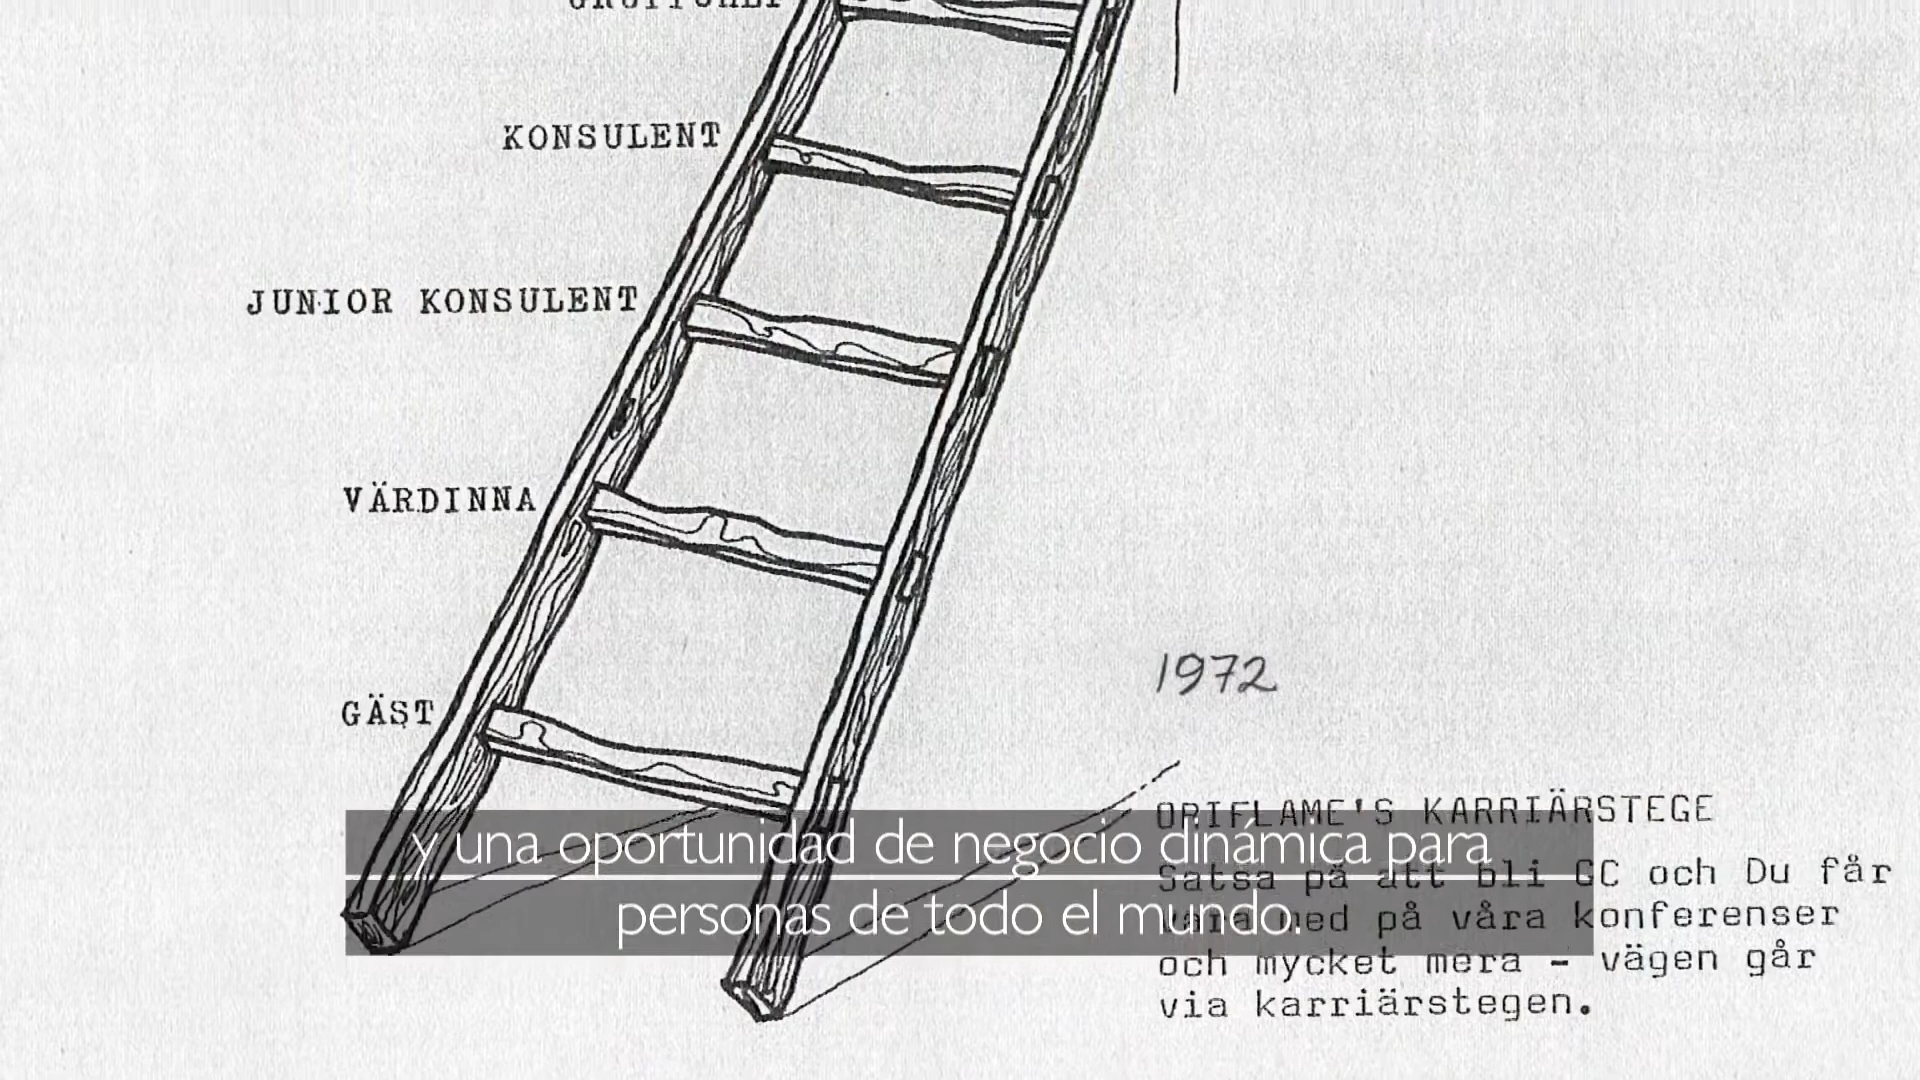 KONSULENT
JUNIOR KONSULENT
VÄRDINNA
GÄST
1972
ORIFLAME'S KARRIÄRSTEGE
Satsa på att bli GC och Du får
vara med på våra konferenser
och mycket mera - vägen går
via karriärstegen.
y una oportunidad de negocio dinámica para
personas de todo el mundo.